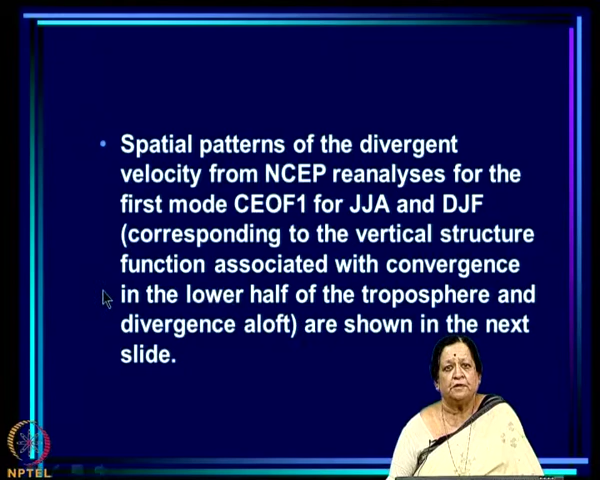 • Spatial patterns of the divergent
velocity from NCEP reanalyses for the
first mode CEOF1 for JJA and DJF
(corresponding to the vertical structure
function associated with convergence
in the lower half of the troposphere and
divergence aloft) are shown in the next
slide.
NPTEL